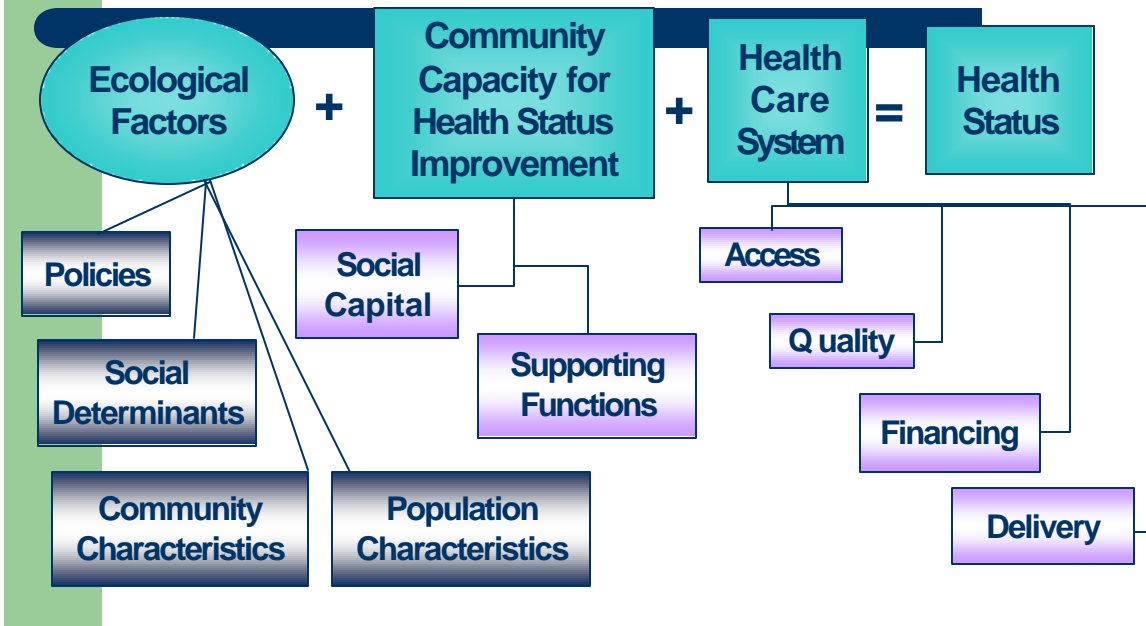 Ecological
Factors
+
Community
Capacity for
Health Status
Improvement
+
Health
Care
System
=
Health
Status
Policies
Social
Determinants
Community
Characteristics
Population
Characteristics
Social
Capital
Supporting
Functions
Access
Q uality
Financing
Delivery